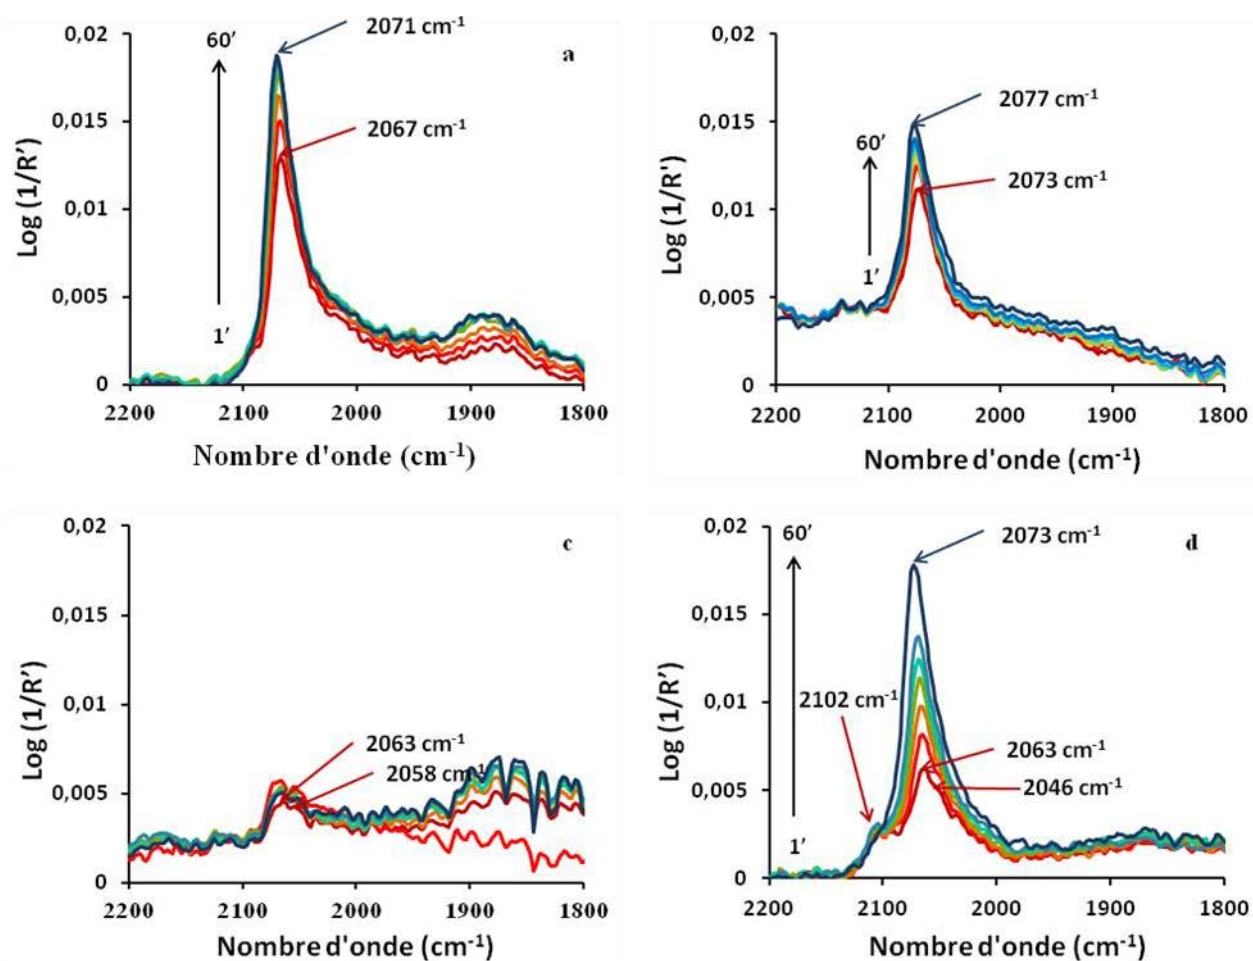 0,02
60'
2071 cm-1
a
0,015
2067 cm-1
0,01
Log (1/R’)
0,005
1'
0
2200
2100
2000
1900
1800
Nombre d'onde (cm-1)
0,02
2077 cm-1
0,015
60'
2073 cm-1
0,01
Log (1/R')
1'
0,005
0
2200
2100
2000
1900
1800
Nombre d'onde (cm-1)
0,02
c
0,015
0,01
Log (1/R’)
2063 cm-1
2058 cm-1
0,005
0
2200
2100
2000
1900
1800
Nombre d'onde (cm-1)
0,02
60'
2073 cm-1
d
0,015
0,01
Log (1/R’)
2102 cm-1
2063 cm-1
2046 cm-1
0,005
1'
0
2200
2100
2000
1900
1800
Nombre d'onde (cm-1)